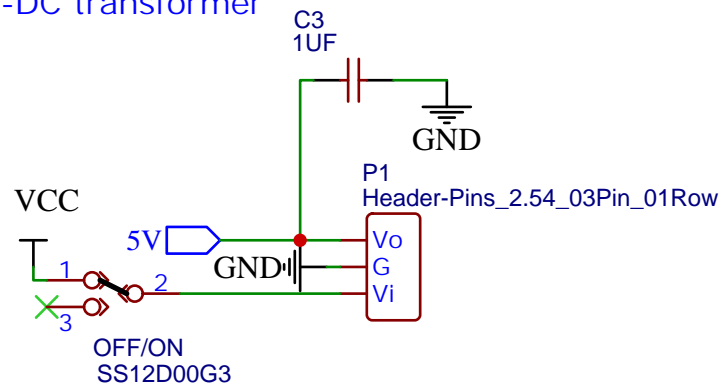 -DC transformer
C3
1UF
GND
P1
Header-Pins_2.54_03Pin_01Row
VCC
5V
Vo
GND
G
1
2
Vi
3
OFF/ON
SS12D00G3